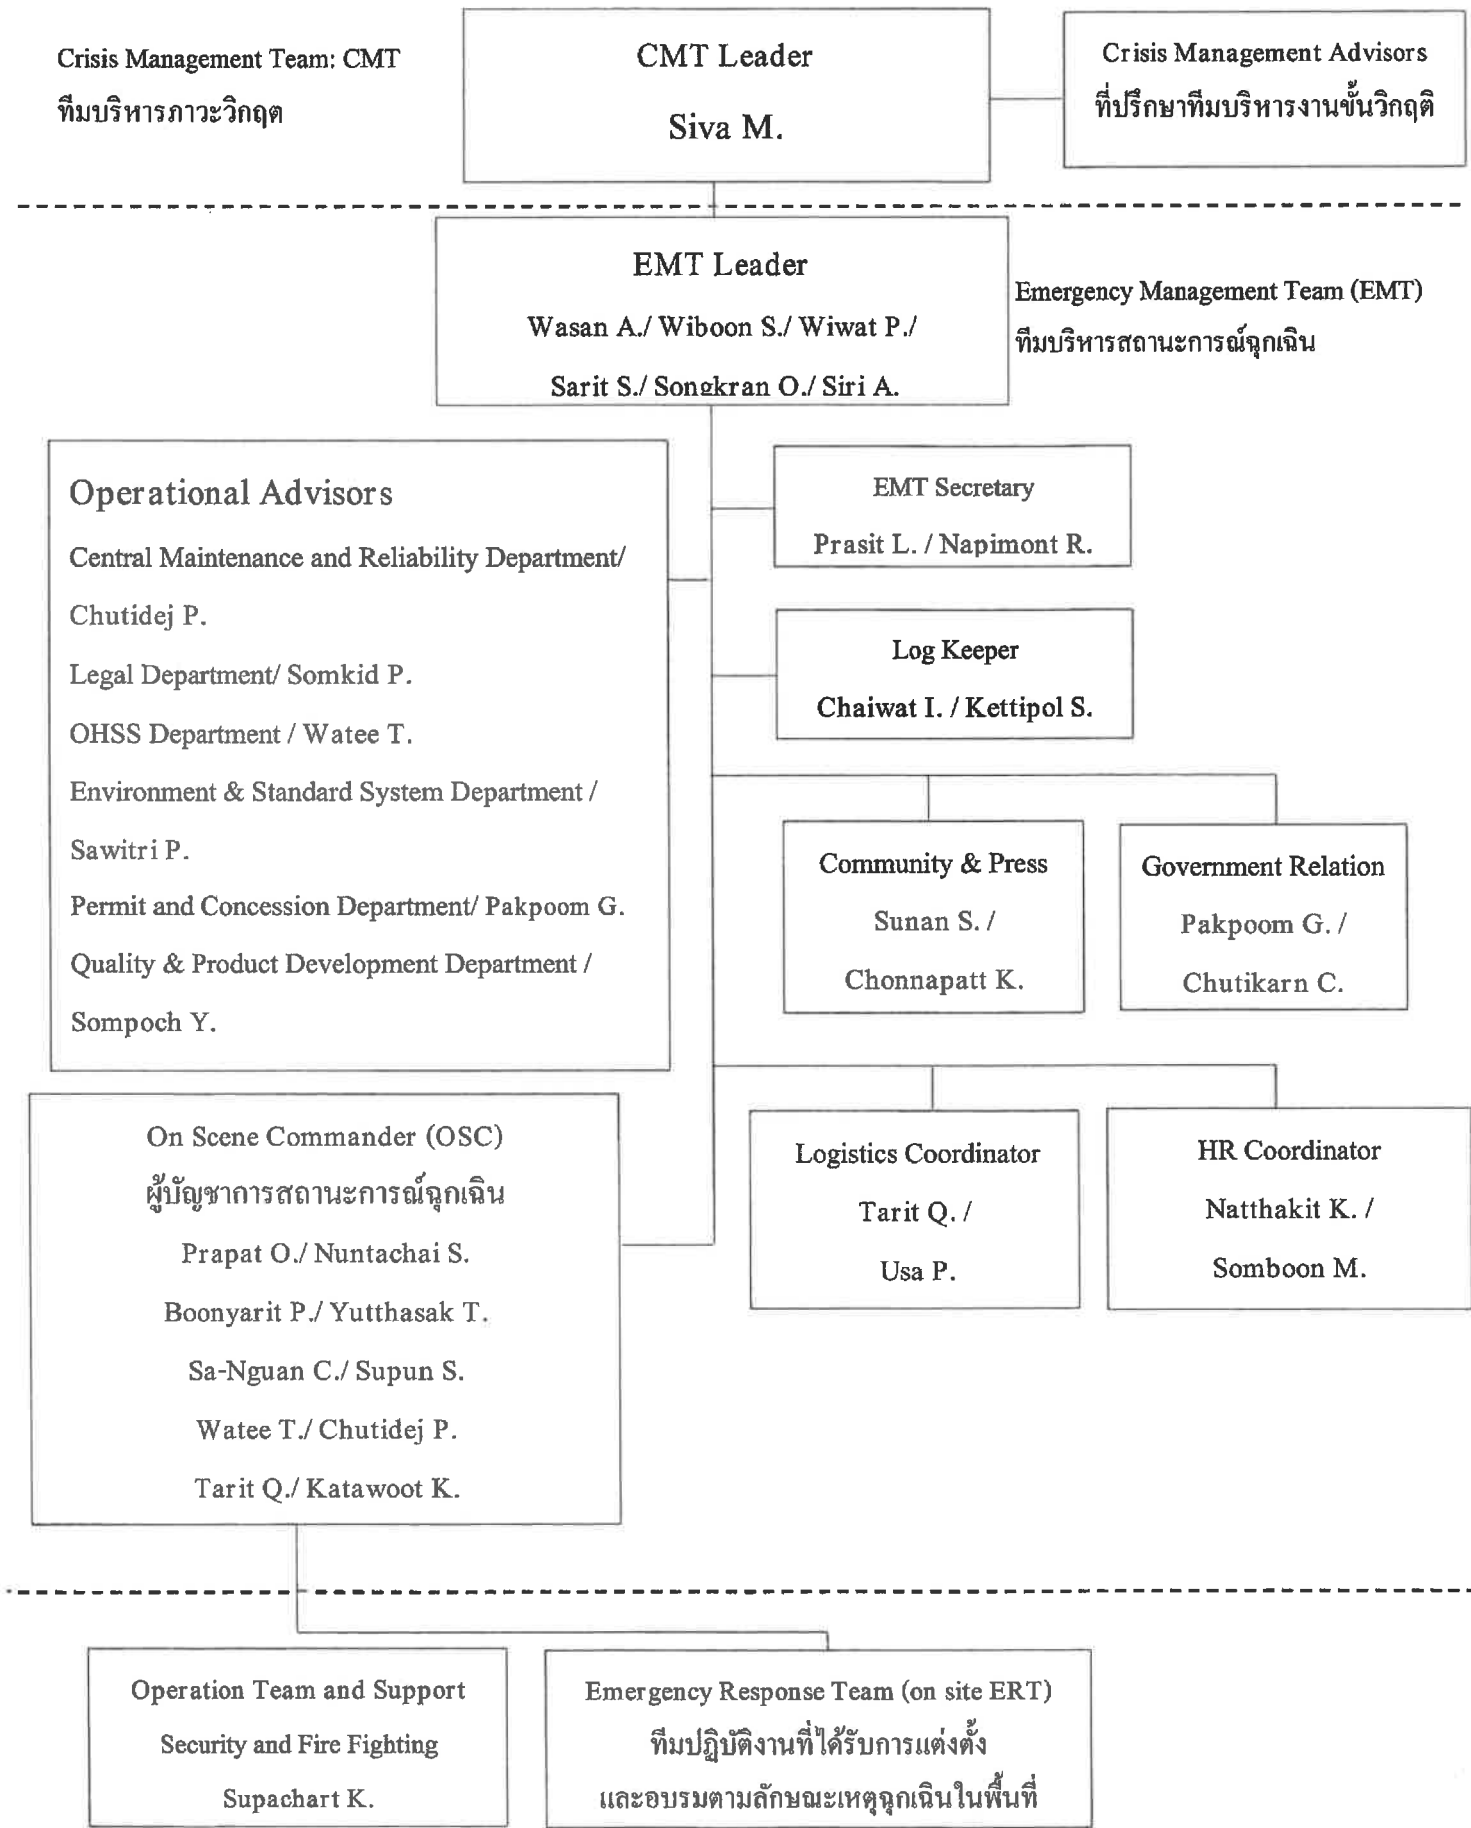 Crisis Management Team: CMT
ทีมบริหารภาวะวิกฤต
CMT Leader
Siva M.
Crisis Management Advisors
ที่ปรึกษาทีมบริหารงานขั้นวิกฤติ
EMT Leader
Wasan A./ Wiboon S./ Wiwat P./
Sarit S./ Songkran O./ Siri A.
Emergency Management Team (EMT)
ทีมบริหารสถานะการณ์ฉุกเฉิน
Operational Advisors
Central Maintenance and Reliability Department/
Chutidej P.
Legal Department/ Somkid P.
OHSS Department / Watee T.
Environment & Standard System Department /
Sawitri P.
Permit and Concession Department/ Pakpoom G.
Quality & Product Development Department /
Sompoch Y.
EMT Secretary
Prasit L. / Napimont R.
Log Keeper
Chaiwat I. / Kettipol S.
Community & Press
Sunan S. /
Chonnapatt K.
Government Relation
Pakpoom G. /
Chutikarn C.
On Scene Commander (OSC)
ผู้บัญชาการสถานะการณ์ฉุกเฉิน
Prapat O./ Nuntachai S.
Boonyarit P./ Yutthasak T.
Sa-Nguan C./ Supun S.
Watee T./ Chutidej P.
Tarit Q./ Katawoot K.
Logistics Coordinator
Tarit Q. /
Usa P.
HR Coordinator
Natthakit K. /
Somboon M.
Operation Team and Support
Security and Fire Fighting
Supachart K.
Emergency Response Team (on site ERT)
ทีมปฏิบัติงานที่ได้รับการแต่งตั้ง
และอบรมตามลักษณะเหตุฉุกเฉินในพื้นที่